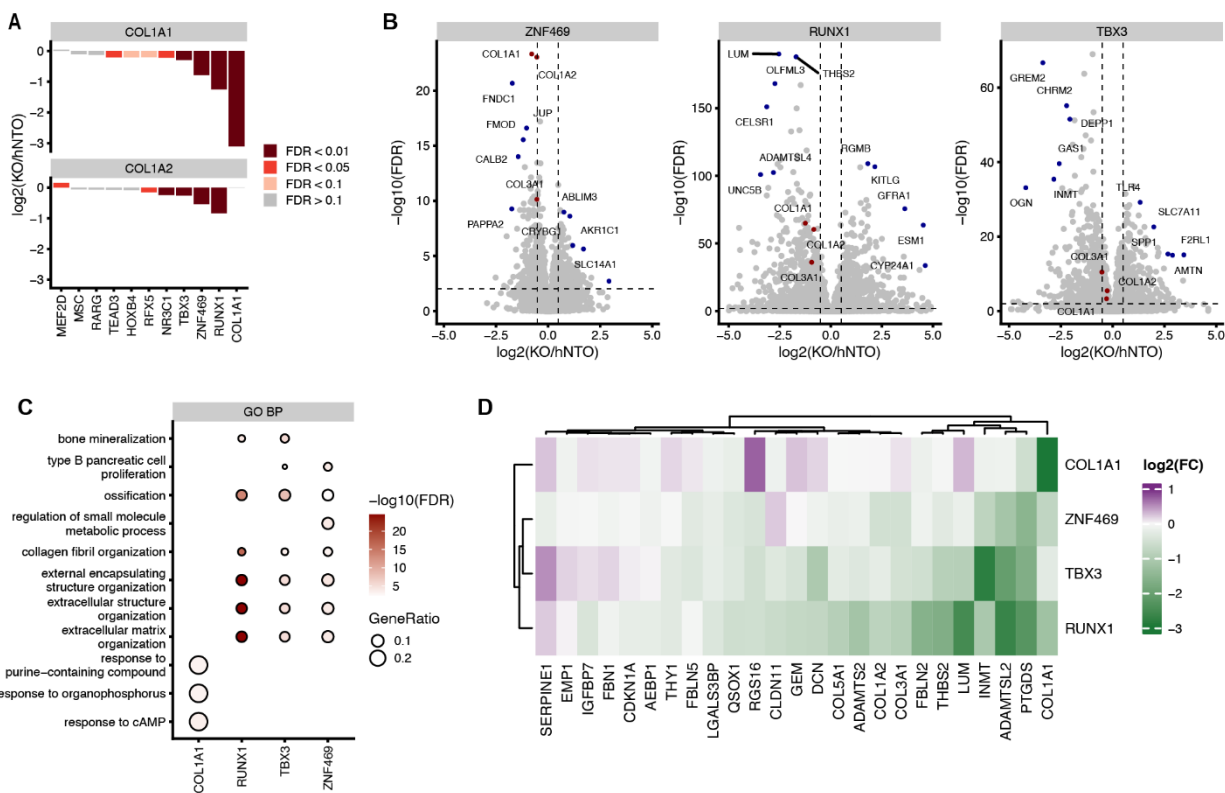 A
COL1A1
0
−1
−2
−3
COL1A2
0
−1
−2
−3
log2(KO/hNTO)
MEF2D
MSC
RARG
TEAD3
HOXB4
RFX5
NR3C1
TBX3
ZNF469
RUNX1
COL1A1
FDR < 0.01
FDR < 0.05
FDR < 0.1
FDR > 0.1
B
ZNF469
−log10(FDR)
20
15
10
5
0
COL1A1
COL1A2
FNDC1
JUP
FMOD
CALB2
COL3A1
ABLIM3
PAPPA2
CRYBG1
AKR1C1
SLC14A1
−5.0 −2.5 0.0 2.5 5.0
log2(KO/hNTO)
RUNX1
−log10(FDR)
150
100
50
0
LUM
OLFML3
THBS2
CELSR1
ADAMTSL4
RGMB
UNC5B
KITLG
COL1A1
GFRA1
COL1A2
ESM1
COL3A1
CYP24A1
−5.0 −2.5 0.0 2.5 5.0
log2(KO/hNTO)
TBX3
−log10(FDR)
60
40
20
0
GREM2
CHRM2
DEPP1
GAS1
INMT
TLR4
OGN
SLC7A11
SPP1
F2RL1
COL3A1
AMTN
COL1A2
COL1A1
−5.0 −2.5 0.0 2.5 5.0
log2(KO/hNTO)
C
GO BP
bone mineralization
type B pancreatic cell
proliferation
ossification
regulation of small molecule
metabolic process
collagen fibril organization
external encapsulating
structure organization
extracellular structure
organization
extracellular matrix
organization
response to
purine−containing compound
response to organophosphorus
response to cAMP
COL1A1
RUNX1
TBX3
ZNF469
−log10(FDR)
20
15
10
5
GeneRatio
0.1
0.2
D
COL1A1
ZNF469
TBX3
RUNX1
SERPINE1
EMP1
IGFBP7
FBN1
CDKN1A
AEBP1
THY1
FBLN5
LGALS3BP
QSOX1
RGS16
CLDN11
GEM
DCN
COL5A1
ADAMTS2
COL1A2
COL3A1
FBLN2
THBS2
LUM
INMT
ADAMTSL2
PTGDS
COL1A1
log2(FC)
1
0
−1
−2
−3